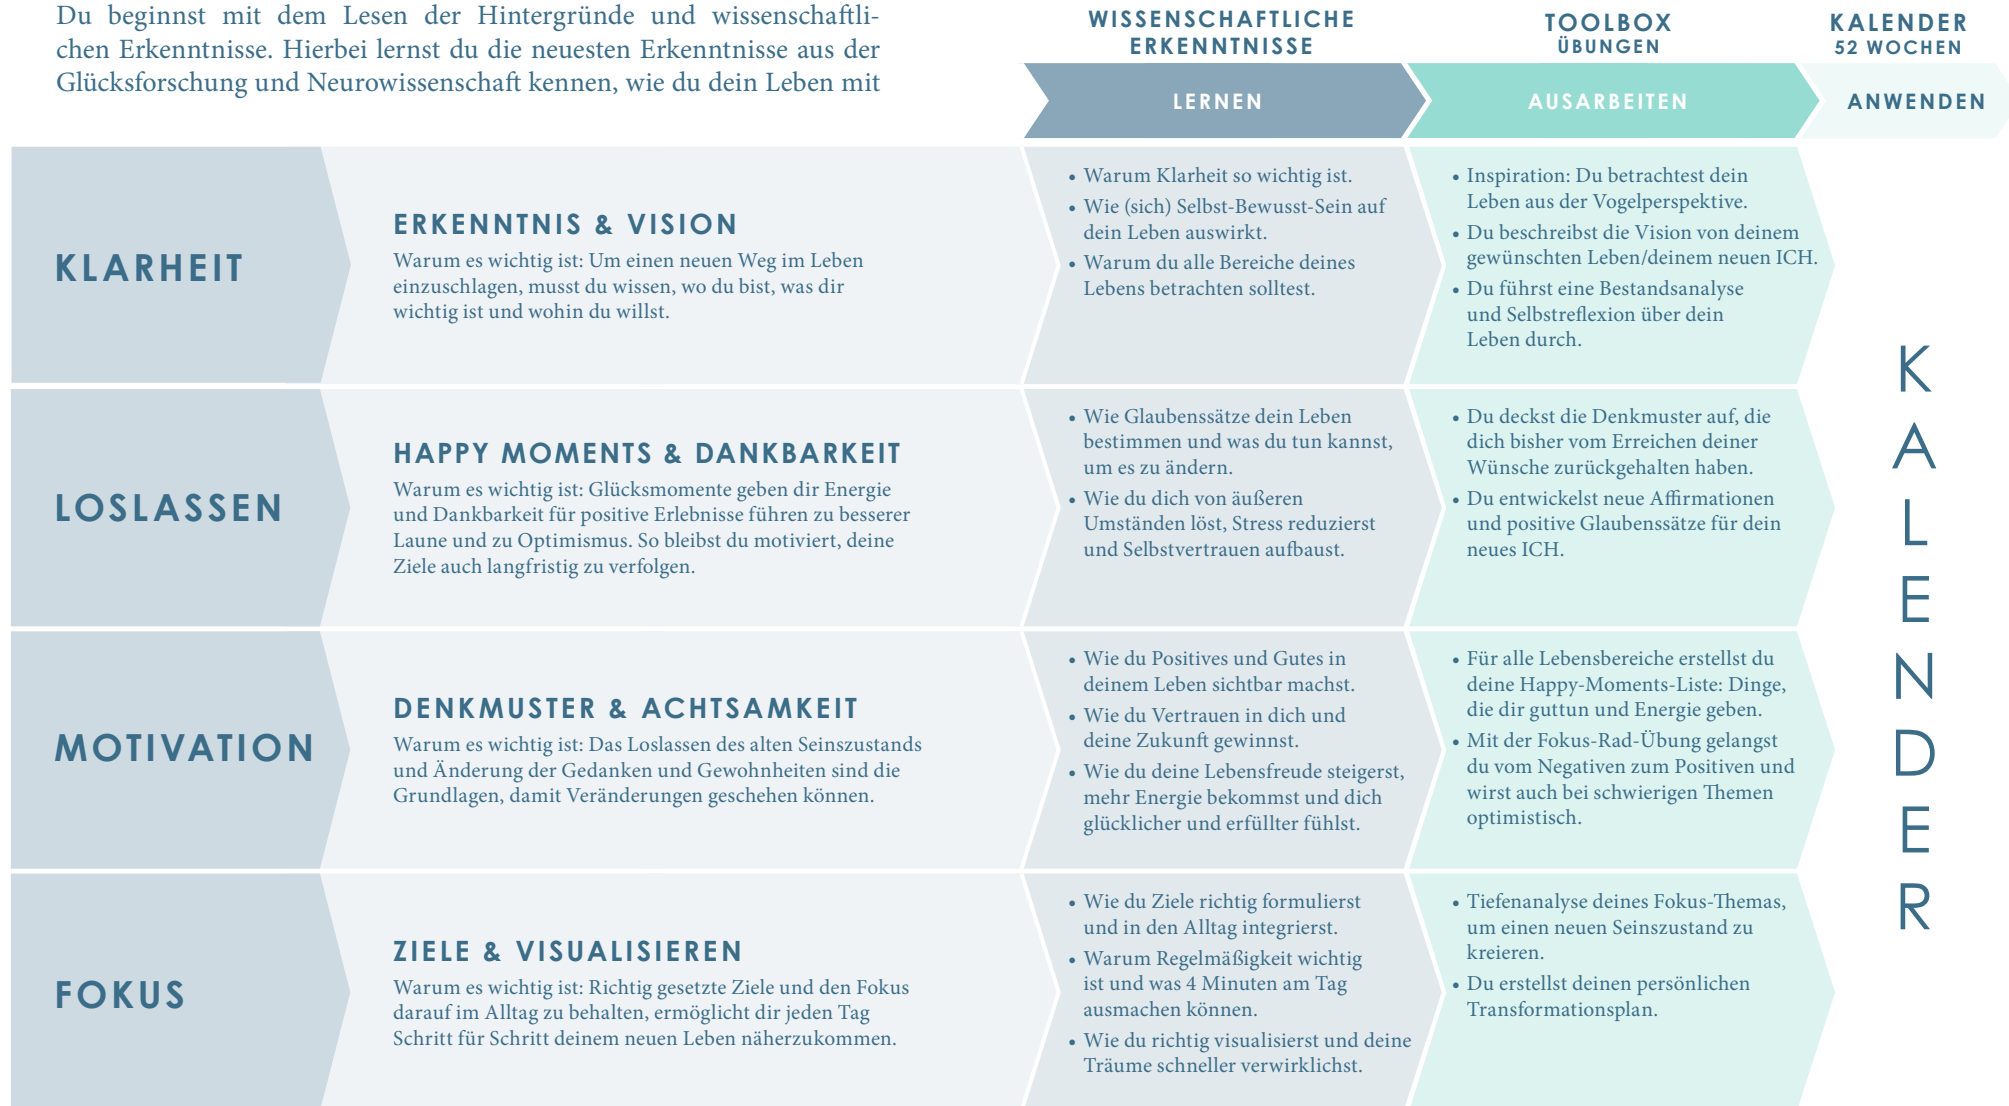 Du beginnst mit dem Lesen der Hintergründe und wissenschaftli-
chen Erkenntnisse. Hierbei lernst du die neuesten Erkenntnisse aus der
Glücksforschung und Neurowissenschaft kennen, wie du dein Leben mit
WISSENSCHAFTLICHE
ERKENNTNISSE
TOOLBOX
ÜBUNGEN
KALENDER
52 WOCHEN
LERNEN
AUSARBEITEN
ANWENDEN
KLARHEIT
ERKENNTNIS & VISION
Warum es wichtig ist: Um einen neuen Weg im Leben
einzuschlagen, musst du wissen, wo du bist, was dir
wichtig ist und wohin du willst.
• Warum Klarheit so wichtig ist.
• Wie (sich) Selbst-Bewusst-Sein auf
dein Leben auswirkt.
• Warum du alle Bereiche deines
Lebens betrachten solltest.
• Inspiration: Du betrachtest dein
Leben aus der Vogelperspektive.
• Du beschreibst die Vision von deinem
gewünschten Leben/deinem neuen ICH.
• Du führst eine Bestandsanalyse
und Selbstreflexion über dein
Leben durch.
LOSLASSEN
HAPPY MOMENTS & DANKBARKEIT
Warum es wichtig ist: Glücksmomente geben dir Energie
und Dankbarkeit für positive Erlebnisse führen zu besserer
Laune und zu Optimismus. So bleibst du motiviert, deine
Ziele auch langfristig zu verfolgen.
• Wie Glaubenssätze dein Leben
bestimmen und was du tun kannst,
um es zu ändern.
• Wie du dich von äußeren
Umständen löst, Stress reduzierst
und Selbstvertrauen aufbaust.
• Du deckst die Denkmuster auf, die
dich bisher vom Erreichen deiner
Wünsche zurückgehalten haben.
• Du entwickelst neue Affirmationen
und positive Glaubenssätze für dein
neues ICH.
MOTIVATION
DENKMUSTER & ACHTSAMKEIT
Warum es wichtig ist: Das Loslassen des alten Seinszustands
und Änderung der Gedanken und Gewohnheiten sind die
Grundlagen, damit Veränderungen geschehen können.
• Wie du Positives und Gutes in
deinem Leben sichtbar machst.
• Wie du Vertrauen in dich und
deine Zukunft gewinnst.
• Wie du deine Lebensfreude steigerst,
mehr Energie bekommst und dich
glücklicher und erfüllter fühlst.
• Für alle Lebensbereiche erstellst du
deine Happy-Moments-Liste: Dinge,
die dir guttun und Energie geben.
• Mit der Fokus-Rad-Übung gelangst
du vom Negativen zum Positiven und
wirst auch bei schwierigen Themen
optimistisch.
FOKUS
ZIELE & VISUALISIEREN
Warum es wichtig ist: Richtig gesetzte Ziele und den Fokus
darauf im Alltag zu behalten, ermöglicht dir jeden Tag
Schritt für Schritt deinem neuen Leben näherzukommen.
• Wie du Ziele richtig formulierst
und in den Alltag integrierst.
• Warum Regelmäßigkeit wichtig
ist und was 4 Minuten am Tag
ausmachen können.
• Wie du richtig visualisierst und deine
Träume schneller verwirklichst.
• Tiefenanalyse deines Fokus-Themas,
um einen neuen Seinszustand zu
kreieren.
• Du erstellst deinen persönlichen
Transformationsplan.
KALENDER